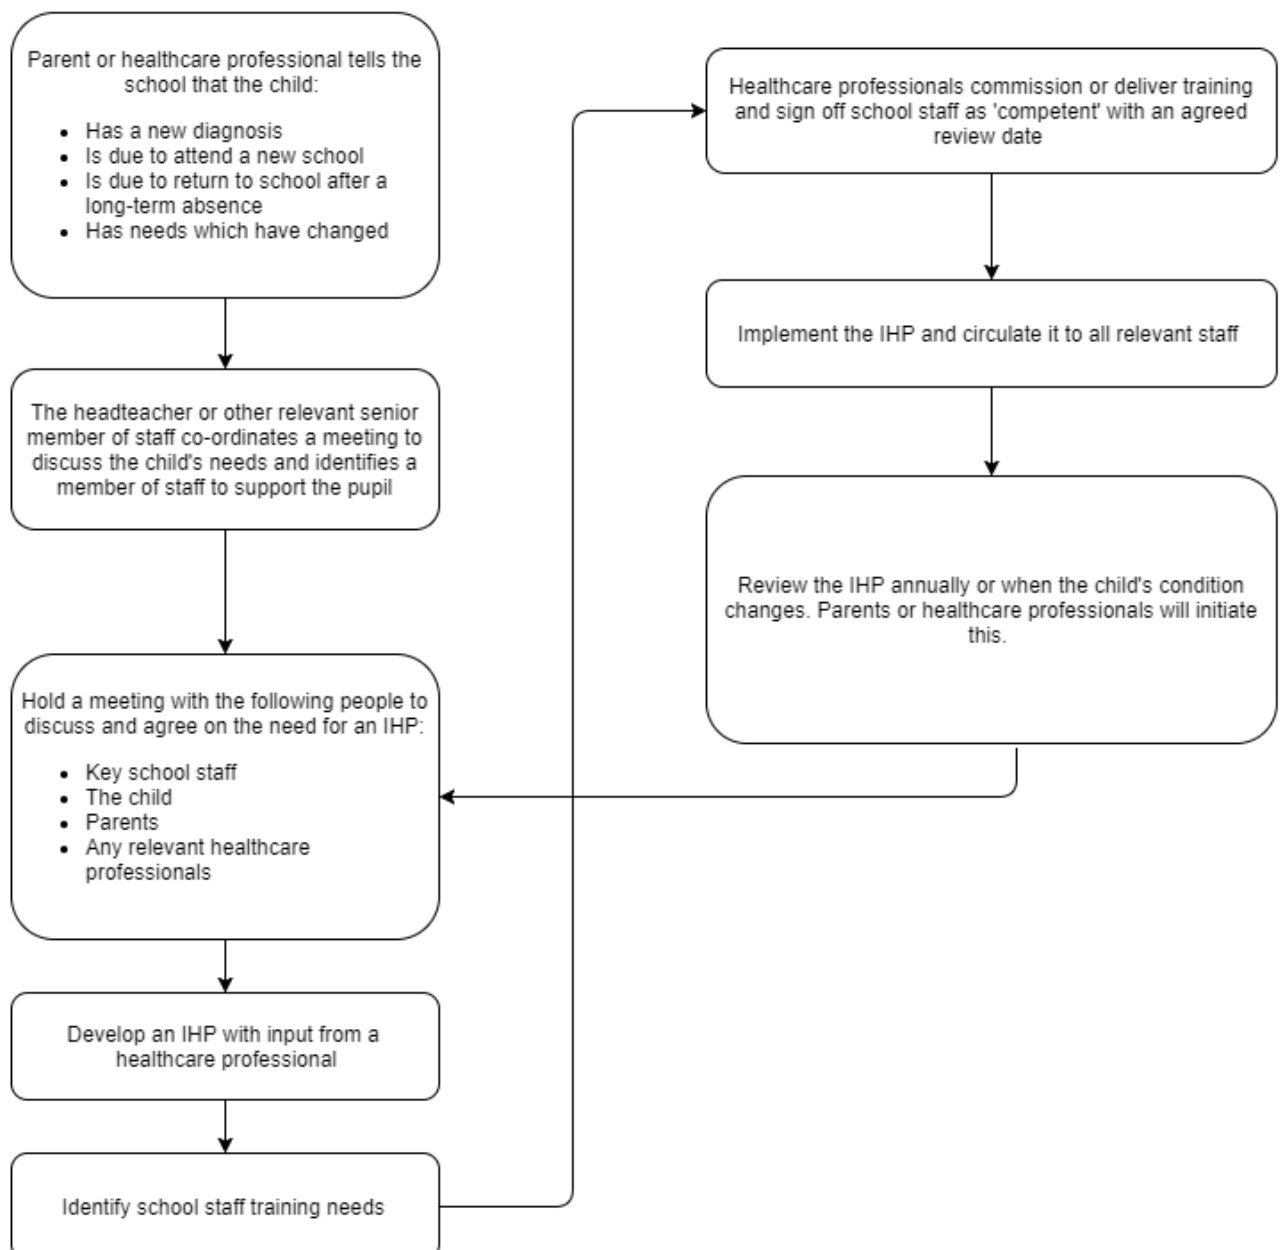 Parent or healthcare professional tells the
school that the child:
• Has a new diagnosis
• Is due to attend a new school
• Is due to return to school after a
long-term absence
• Has needs which have changed
The headteacher or other relevant senior
member of staff co-ordinates a meeting to
discuss the child's needs and identifies a
member of staff to support the pupil
Hold a meeting with the following people to
discuss and agree on the need for an IHP:
• Key school staff
• The child
• Parents
• Any relevant healthcare
professionals
Develop an IHP with input from a
healthcare professional
Identify school staff training needs
Healthcare professionals commission or deliver training
and sign off school staff as 'competent' with an agreed
review date
Implement the IHP and circulate it to all relevant staff
Review the IHP annually or when the child's condition
changes. Parents or healthcare professionals will initiate
this.